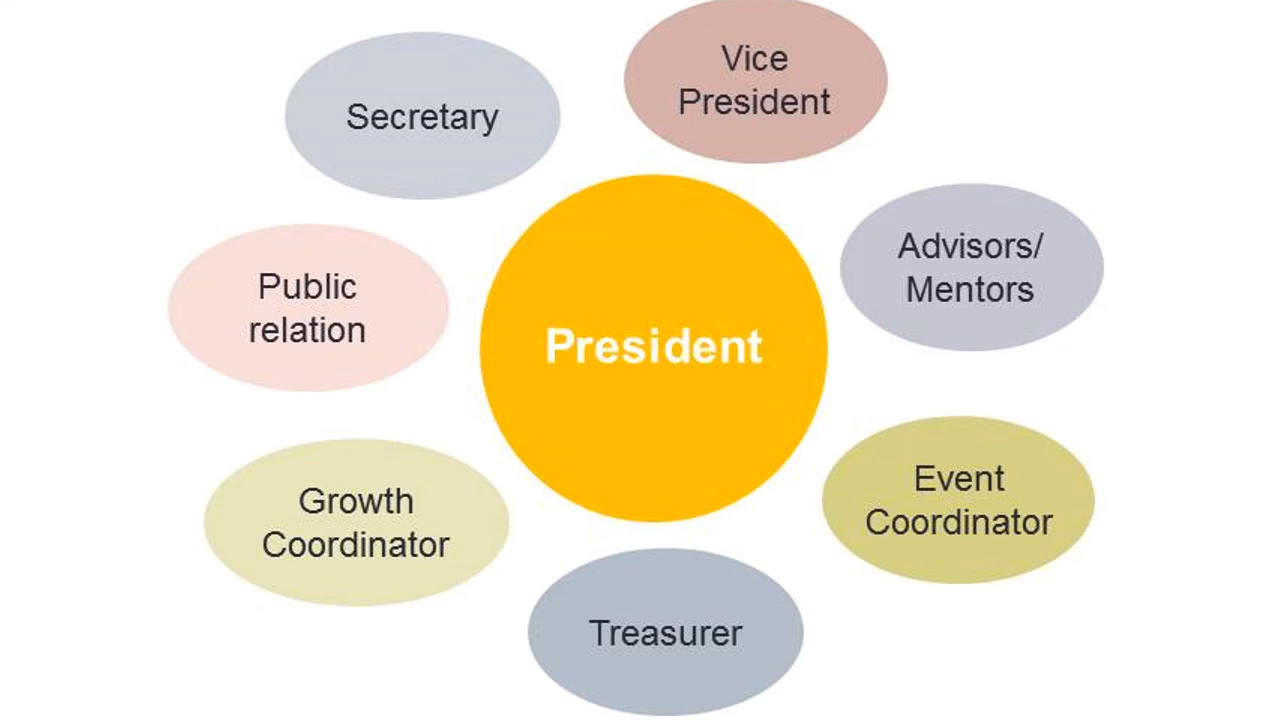 Vice
President
Secretary
Advisors/
Mentors
Public
relation
President
Event
Coordinator
Growth
Coordinator
Treasurer